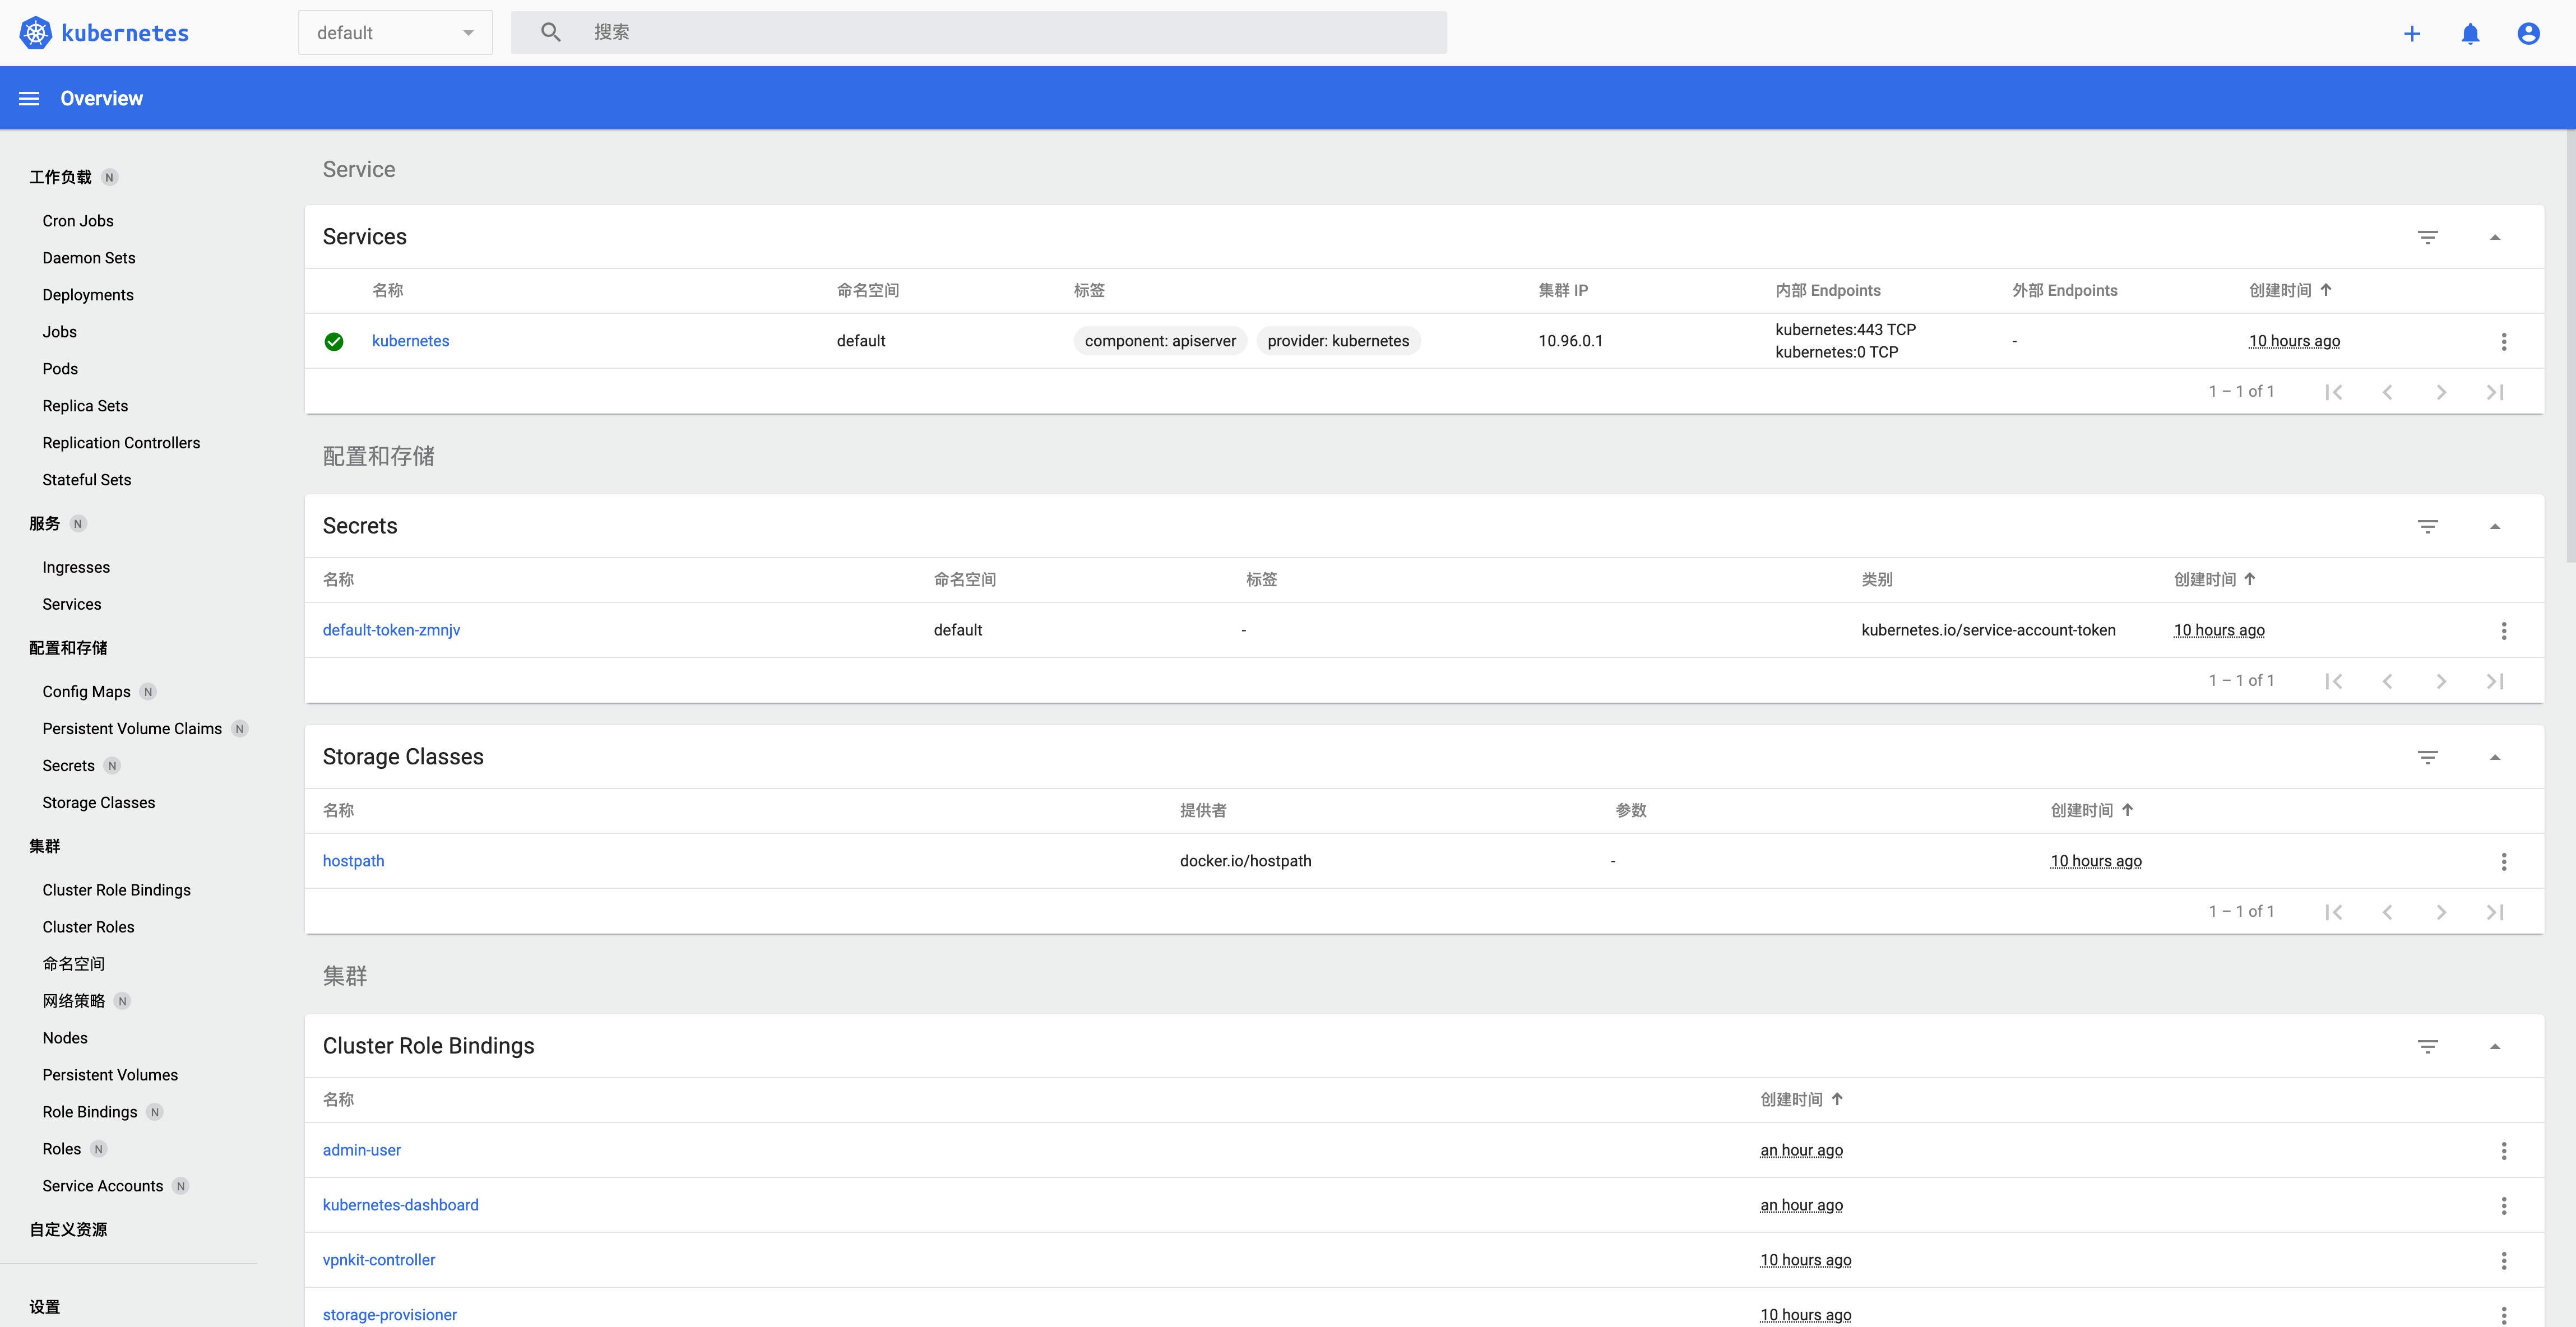 kubernetes
default
搜索
Overview
工作负载 N
Cron Jobs
Daemon Sets
Deployments
Jobs
Pods
Replica Sets
Replication Controllers
Stateful Sets
服务 N
Ingresses
Services
配置和存储
Config Maps N
Persistent Volume Claims N
Secrets N
Storage Classes
集群
Cluster Role Bindings
Cluster Roles
命名空间
网络策略 N
Nodes
Persistent Volumes
Role Bindings N
Roles N
Service Accounts N
自定义资源
设置
Service
Services
名称 命名空间 标签 集群 IP 内部 Endpoints 外部 Endpoints 创建时间
kubernetes default component: apiserver provider: kubernetes 10.96.0.1 kubernetes:443 TCP - 10 hours ago
kubernetes:0 TCP
1 – 1 of 1
配置和存储
Secrets
名称 命名空间 标签 类别 创建时间
default-token-zmnjv default - kubernetes.io/service-account-token 10 hours ago
1 – 1 of 1
Storage Classes
名称 提供者 参数 创建时间
hostpath docker.io/hostpath - 10 hours ago
1 – 1 of 1
集群
Cluster Role Bindings
名称 创建时间
admin-user an hour ago
kubernetes-dashboard an hour ago
vpnkit-controller 10 hours ago
storage-provisioner 10 hours ago